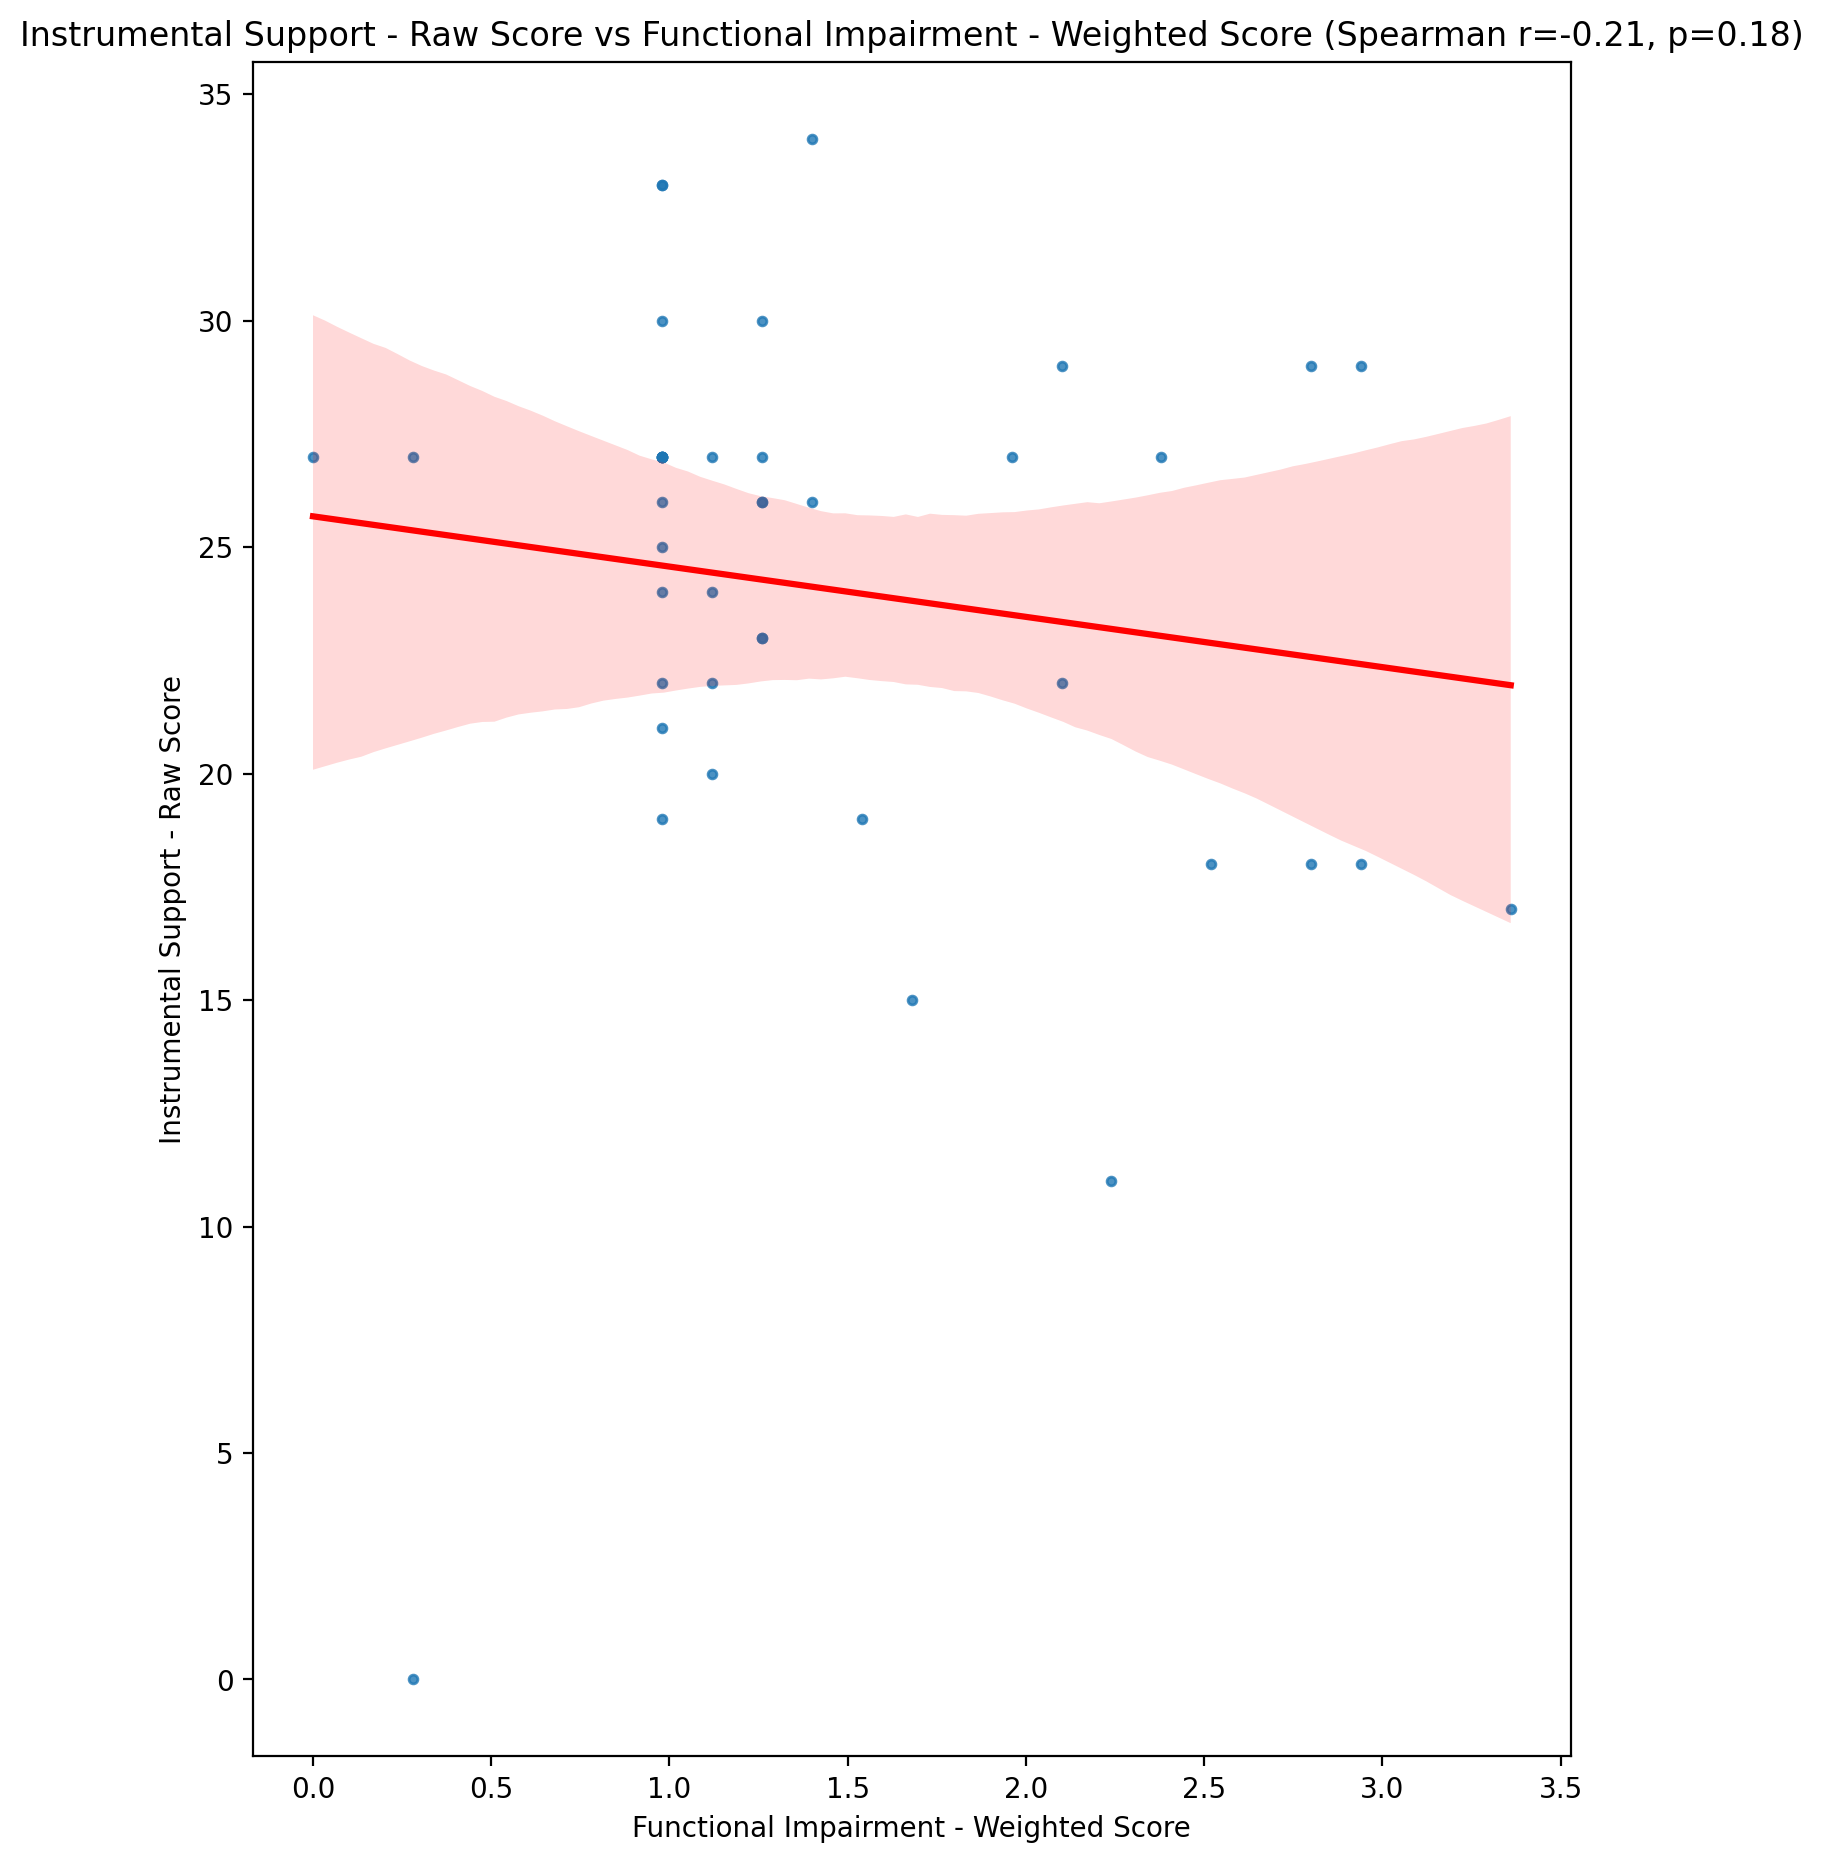 Instrumental Support - Raw Score vs Functional Impairment - Weighted Score (Spearman r=-0.21, p=0.18)
35
30
25
20
15
10
5
0
Instrumental Support - Raw Score
0.0 0.5 1.0 1.5 2.0 2.5 3.0 3.5
Functional Impairment - Weighted Score